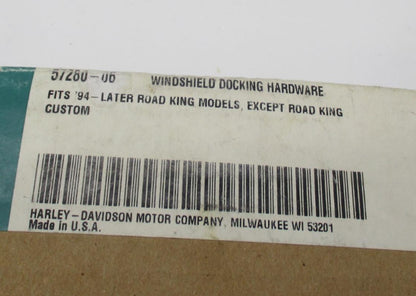 57280-06 WINDSHIELD DOCKING HARDWARE
FITS '94-LATER ROAD KING MODELS, EXCEPT ROAD KING
CUSTOM
HARLEY-DAVIDSON MOTOR COMPANY, MILWAUKEE WI 53201
Made in U.S.A.